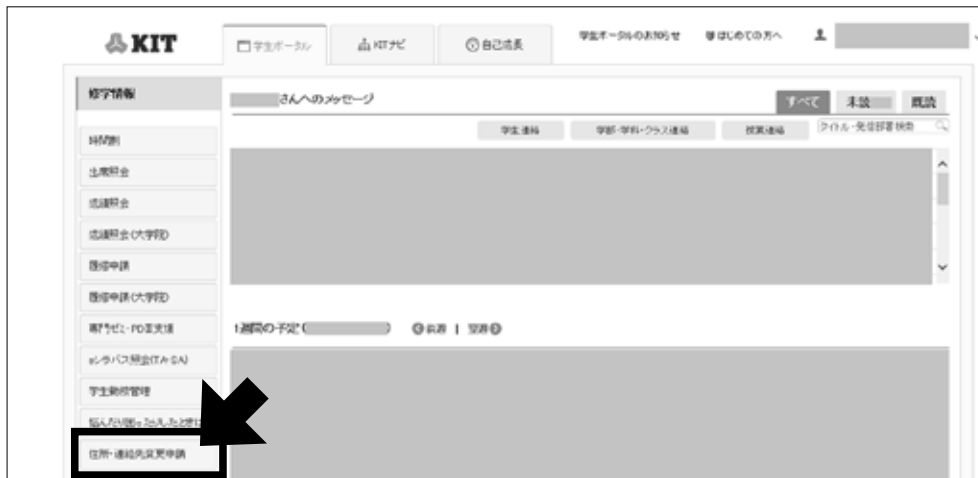 KIT
学生ポータル
KITナビ
自己成長
学生ポータルのお知らせ
はじめての方へ
修学情報
さんへのメッセージ
すべて
未読
既読
学生連絡
学部・学科・クラス連絡
授業連絡
タイトル・発信部署検索
時間割
出席照会
成績照会
成績照会(大学院)
履修申請
履修申請(大学院)
専門ゼミ・PDⅢ支援
eシラバス照会(TA・SA)
学生勤務管理
住所・連絡先変更申請
1週間の予定(
)
前週 | 翌週